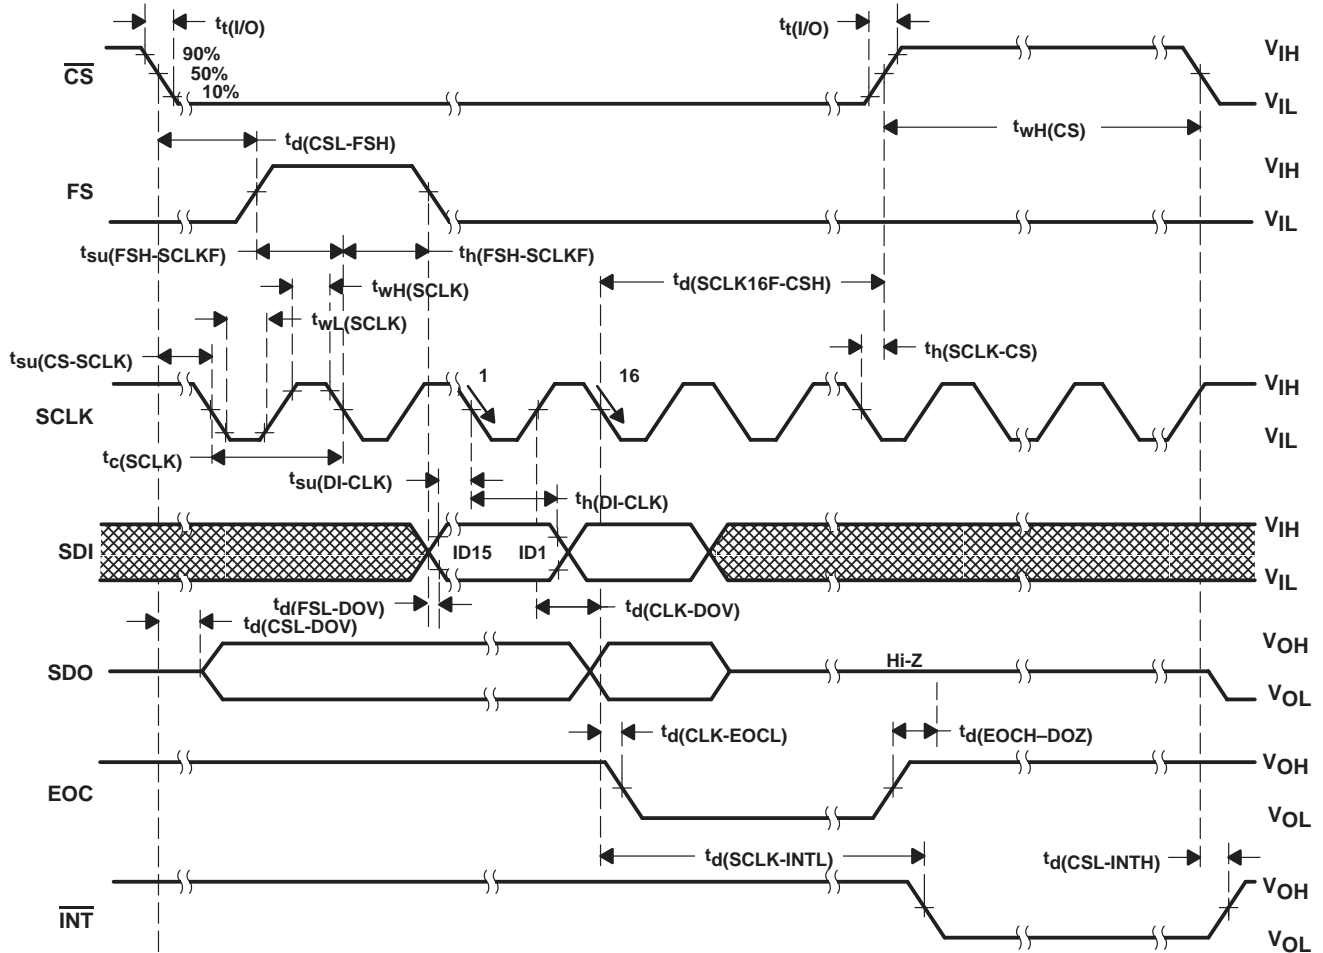 tt(I/O) tt(I/O)
90%
50%
10%
CS VIH
VIL
td(CSL-FSH) twH(CS)
FS VIH
VIL
tsu(FSH-SCLKF) th(FSH-SCLKF)
twH(SCLK) td(SCLK16F-CSH)
twL(SCLK)
tsu(CS-SCLK) th(SCLK-CS)
1 16
SCLK VIH
VIL
tc(SCLK)
tsu(DI-CLK)
th(DI-CLK)
SDI ID15 ID1 VIH
VIL
td(FSL-DOV) td(CLK-DOV)
td(CSL-DOV)
SDO Hi-Z VOH
VOL
td(CLK-EOCL) td(EOCH–DOZ)
EOC VOH
VOL
td(SCLK-INTL) td(CSL-INTH)
INT VOH
VOL